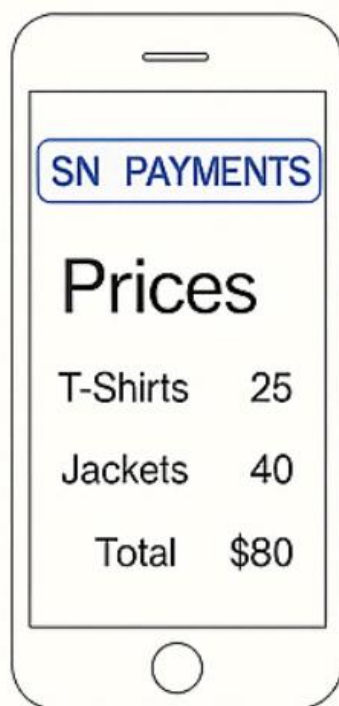 SN PAYMENTS
Prices
T-Shirts 25
Jackets 40
Total $80